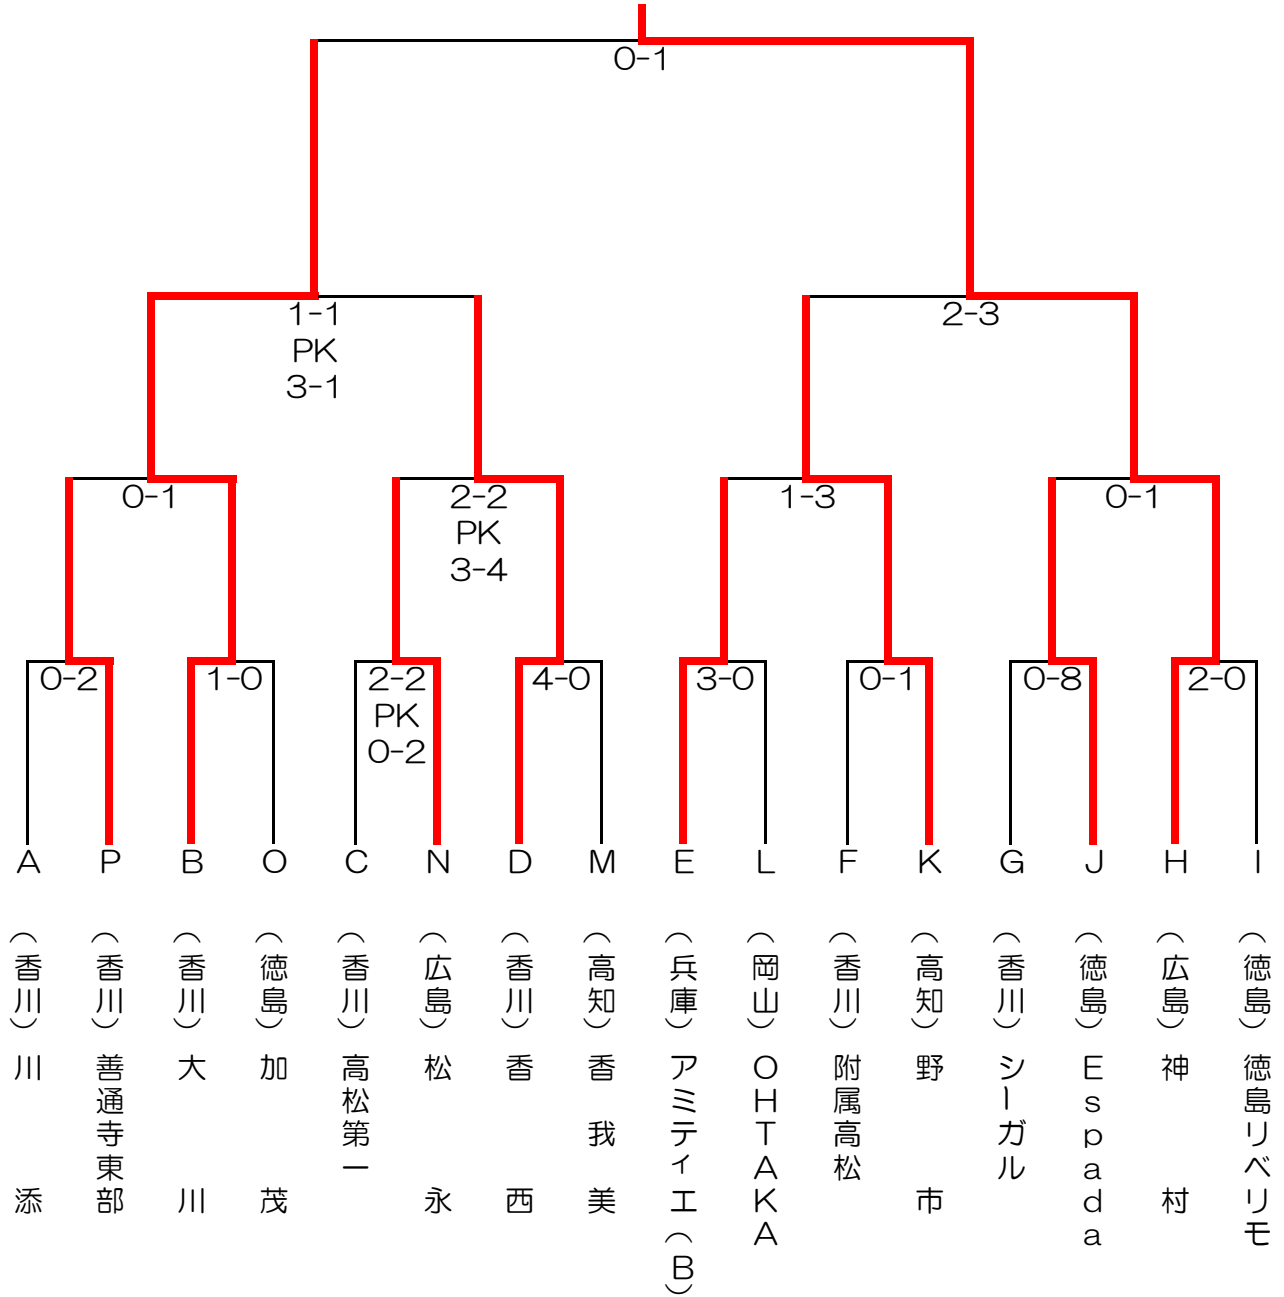 0-1
1-1
PK
3-1
2-3
0-1
2-2
PK
3-4
1-3
0-1
0-2
1-0
2-2
PK
0-2
4-0
3-0
0-1
0-8
2-0
A
P
B
O
C
N
D
M
E
L
F
K
G
J
H
I
（香川）川添
（香川）善通寺東部
（香川）大川
（徳島）加茂
（香川）高松第一
（広島）松永
（香川）香西
（高知）香我美
（兵庫）アミティエ（B）
（岡山）OHTAKA
（香川）附属高松
（高知）野市
（香川）シーガル
（徳島）Espada
（広島）神村
（徳島）徳島リベリモ